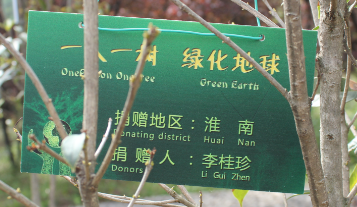 一人一树 绿化地球
One Person One tree Green Earth
捐赠地区：淮 南
Donating district Huai Nan
捐 赠 人：李桂珍
Donors Li Gui Zhen